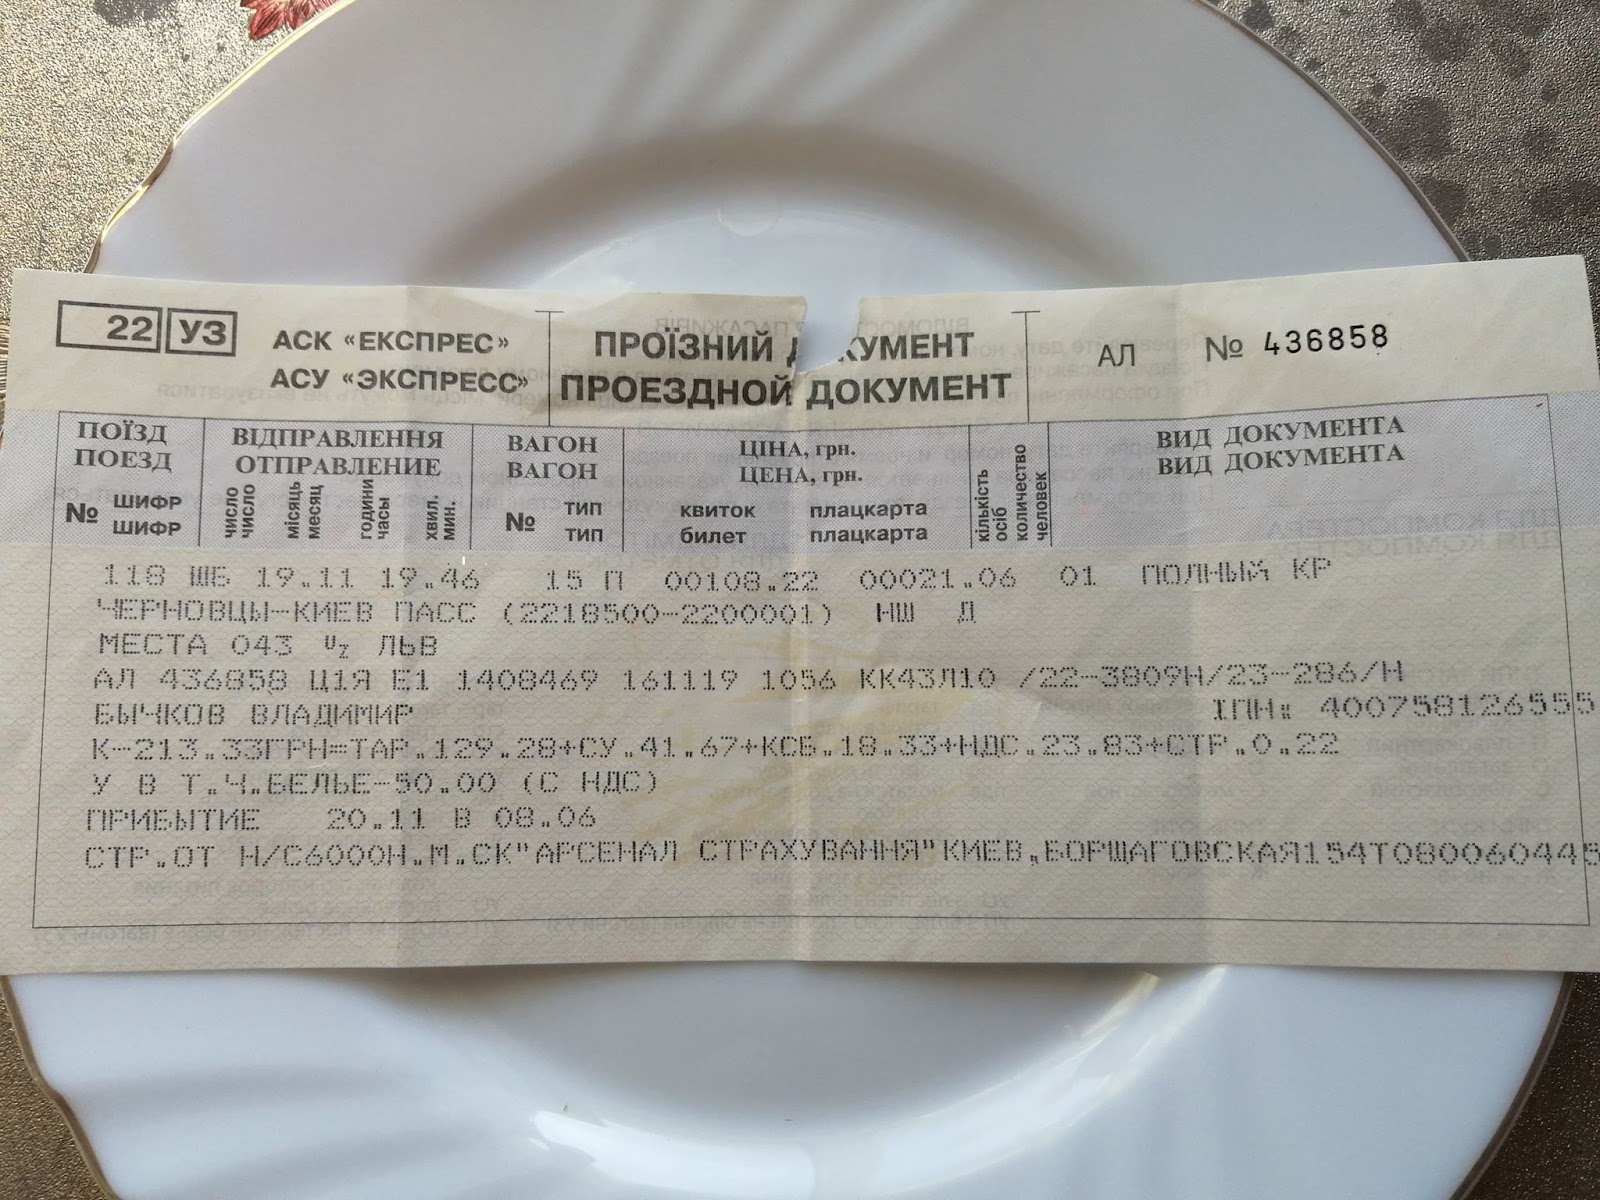 22 УЗ АСК «ЕКСПРЕС» ПРОЇЗНИЙ Д КУМЕНТ АЛ № 436858
АСУ «ЭКСПРЕСС» ПРОЕЗДНОЙ ДОКУМЕНТ
ПОЇЗД ВІДПРАВЛЕННЯ ВАГОН ЦІНА, грн. кількість осіб ВИД ДОКУМЕНТА
ПОЕЗД ОТПРАВЛЕНИЕ ВАГОН ЦЕНА, грн. количество человек ВИД ДОКУМЕНТА
№ шифр число місяць години хвил. № тип квиток плацкарта
шифр число месяц часы мин. тип билет плацкарта
118 ШБ 19.11 19.46 15 П 00108.22 00021.06 01 ПОЛНЫЙ КР
ЧЕРНОВЦЫ-КИЕВ ПАСС (2218500-2200001) НШ Д
МЕСТА 043 UZ ЛЬВ
АЛ 436858 Ц1Я Е1 1408469 161119 1056 КК43Л10 /22-3809Н/23-286/Н
БЫЧКОВ ВЛАДИМИР ІПН: 400758126555
К-213.33ГРН=ТАР.129.28+СУ.41.67+КСБ.18.33+НДС.23.83+СТР.0.22
У В Т.Ч.БЕЛЬЕ-50.00 (С НДС)
ПРИБЫТИЕ 20.11 В 08.06
СТР.ОТ Н/С6000Н.М.СК"АРСЕНАЛ СТРАХУВАННЯ"КИЕВ,БОРЩАГОВСКАЯ154Т0800604453